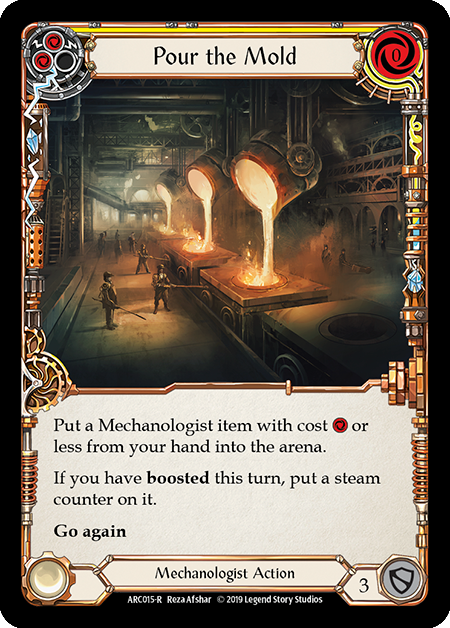 Pour the Mold
0
Put a Mechanologist item with cost or
less from your hand into the arena.
If you have boosted this turn, put a steam
counter on it.
Go again
Mechanologist Action
3
ARC015-R Reza Afshar © 2019 Legend Story Studios